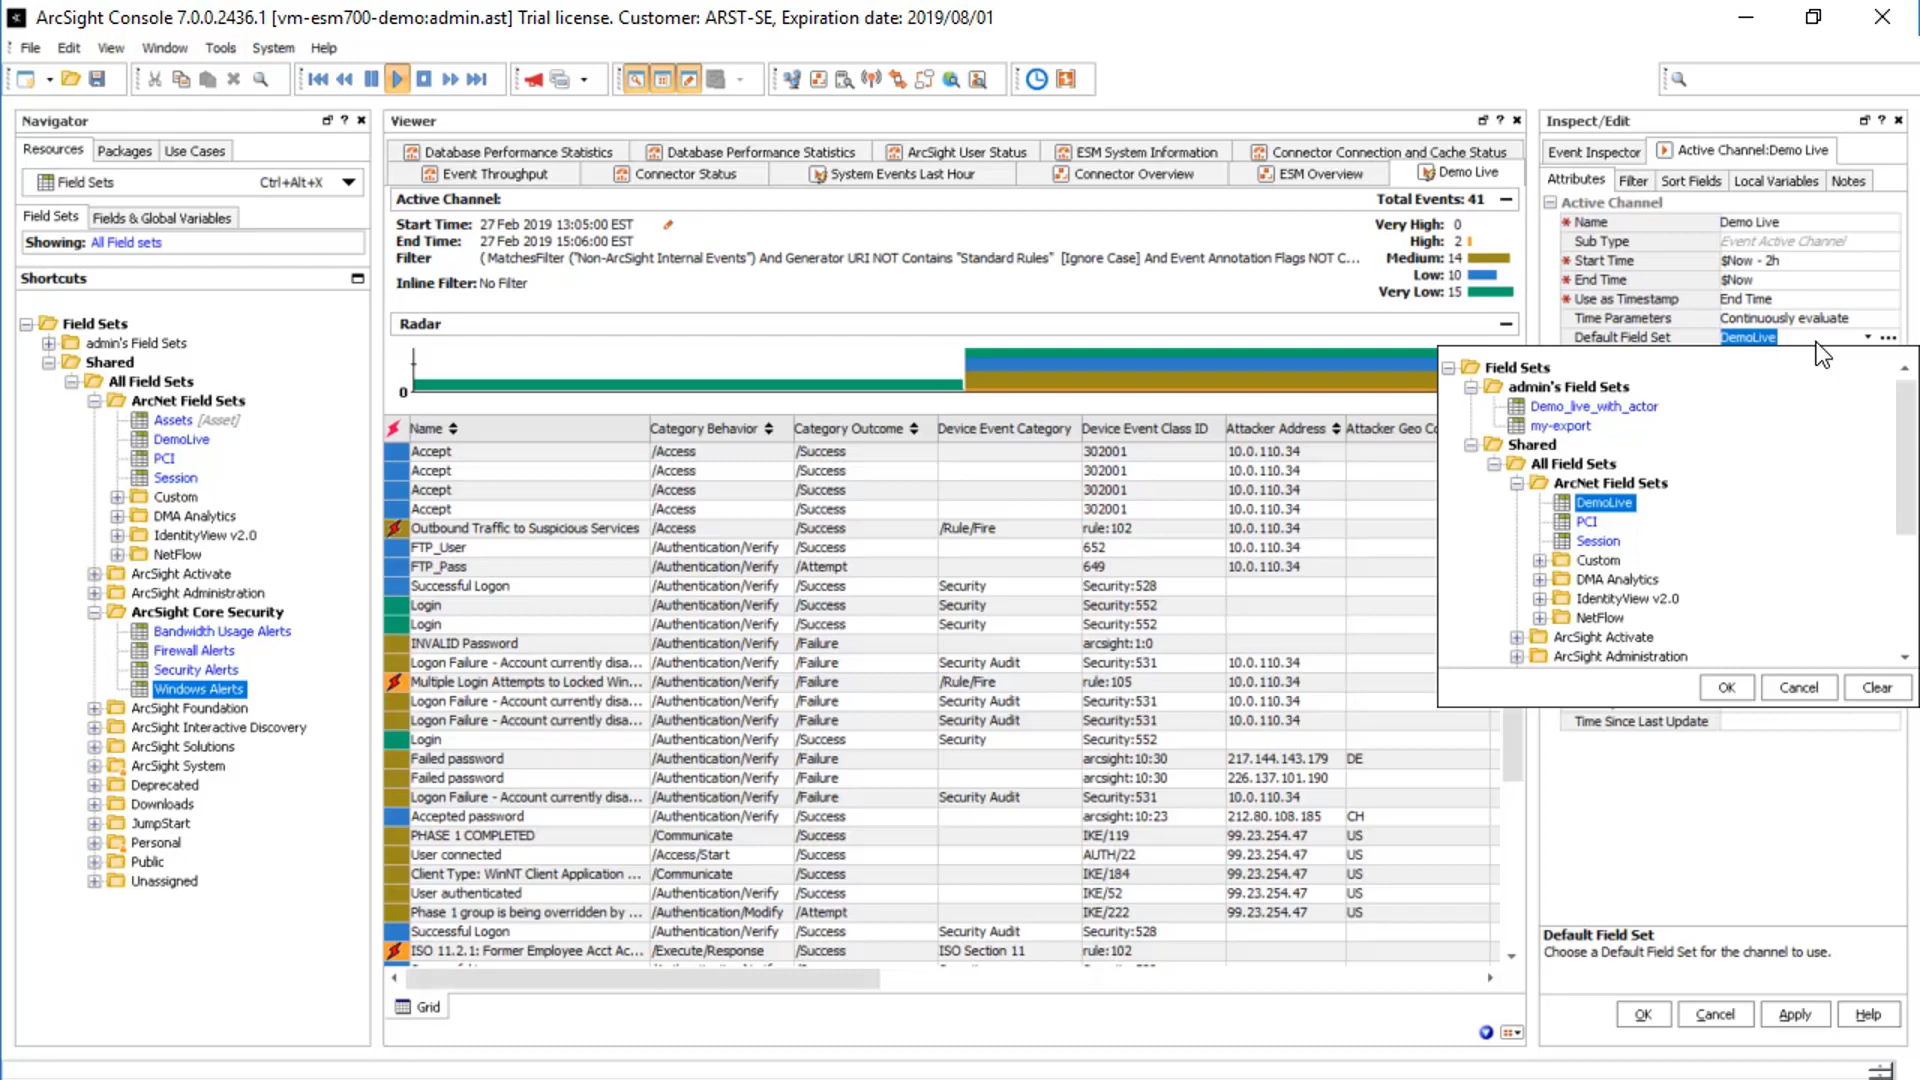 ArcSight Console 7.0.0.2436.1 [vm-esm700-demo:admin.ast] Trial license. Customer: ARST-SE, Expiration date: 2019/08/01
File Edit View Window Tools System Help
Navigator
Resources Packages Use Cases
Field Sets Ctrl+Alt+X
Field Sets Fields & Global Variables
Showing: All Field sets
Shortcuts
Field Sets
admin's Field Sets
Shared
All Field Sets
ArcNet Field Sets
Assets [Asset]
DemoLive
PCI
Session
Custom
DMA Analytics
IdentityView v2.0
NetFlow
ArcSight Activate
ArcSight Administration
ArcSight Core Security
Bandwidth Usage Alerts
Firewall Alerts
Security Alerts
Windows Alerts
ArcSight Foundation
ArcSight Interactive Discovery
ArcSight Solutions
ArcSight System
Deprecated
Downloads
JumpStart
Personal
Public
Unassigned
Viewer
Database Performance Statistics Database Performance Statistics ArcSight User Status ESM System Information Connector Connection and Cache Status
Event Throughput Connector Status System Events Last Hour Connector Overview ESM Overview Demo Live
Active Channel: Total Events: 41
Start Time: 27 Feb 2019 13:05:00 EST Very High: 0
End Time: 27 Feb 2019 15:06:00 EST High: 2
Filter ( MatchesFilter ("Non-ArcSight Internal Events") And Generator URI NOT Contains "Standard Rules" [Ignore Case] And Event Annotation Flags NOT C... Medium: 14
Low: 10
Inline Filter: No Filter Very Low: 15
Radar
0
Name Category Behavior Category Outcome Device Event Category Device Event Class ID Attacker Address Attacker Geo Co
Accept /Access /Success 302001 10.0.110.34
Accept /Access /Success 302001 10.0.110.34
Accept /Access /Success 302001 10.0.110.34
Accept /Access /Success 302001 10.0.110.34
Outbound Traffic to Suspicious Services /Access /Success /Rule/Fire rule:102 10.0.110.34
FTP_User /Authentication/Verify /Success 652 10.0.110.34
FTP_Pass /Authentication/Verify /Attempt 649 10.0.110.34
Successful Logon /Authentication/Verify /Success Security Security:528
Login /Authentication/Verify /Success Security Security:552
Login /Authentication/Verify /Success Security Security:552
INVALID Password /Authentication/Verify /Failure arcsight:1:0
Logon Failure - Account currently disa... /Authentication/Verify /Failure Security Audit Security:531 10.0.110.34
Multiple Login Attempts to Locked Win... /Authentication/Verify /Failure /Rule/Fire rule:105 10.0.110.34
Logon Failure - Account currently disa... /Authentication/Verify /Failure Security Audit Security:531 10.0.110.34
Logon Failure - Account currently disa... /Authentication/Verify /Failure Security Audit Security:531 10.0.110.34
Login /Authentication/Verify /Success Security Security:552
Failed password /Authentication/Verify /Failure arcsight:10:30 217.144.143.179 DE
Failed password /Authentication/Verify /Failure arcsight:10:30 226.137.101.190
Logon Failure - Account currently disa... /Authentication/Verify /Failure Security Audit Security:531 10.0.110.34
Accepted password /Authentication/Verify /Success arcsight:10:23 212.80.108.185 CH
PHASE 1 COMPLETED /Communicate /Success IKE/119 99.23.254.47 US
User connected /Access/Start /Success AUTH/22 99.23.254.47 US
Client Type: WinNT Client Application ... /Communicate /Success IKE/184 99.23.254.47 US
User authenticated /Authentication/Verify /Success IKE/52 99.23.254.47 US
Phase 1 group is being overridden by ... /Authentication/Modify /Attempt IKE/222 99.23.254.47 US
Successful Logon /Authentication/Verify /Success Security Audit Security:528
ISO 11.2.1: Former Employee Acct Ac... /Execute/Response /Success ISO Section 11 rule:102
Grid
Inspect/Edit
Event Inspector Active Channel:Demo Live
Attributes Filter Sort Fields Local Variables Notes
Active Channel
* Name Demo Live
Sub Type Event Active Channel
* Start Time $Now - 2h
* End Time $Now
* Use as Timestamp End Time
Time Parameters Continuously evaluate
Default Field Set DemoLive
Field Sets
admin's Field Sets
Demo_live_with_actor
my-export
Shared
All Field Sets
ArcNet Field Sets
DemoLive
PCI
Session
Custom
DMA Analytics
IdentityView v2.0
NetFlow
ArcSight Activate
ArcSight Administration
OK Cancel Clear
Time Since Last Update
Default Field Set
Choose a Default Field Set for the channel to use.
OK Cancel Apply Help